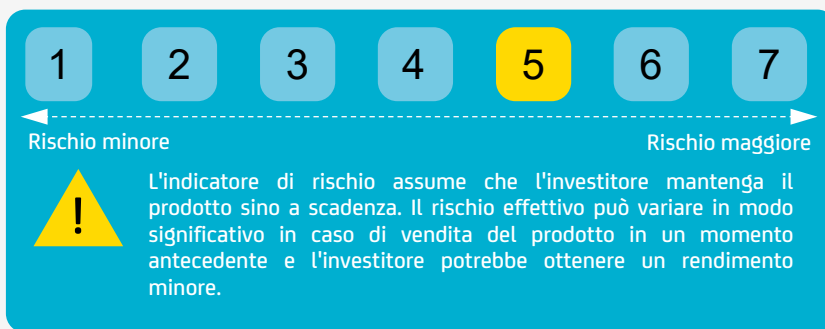 1 2 3 4 5 6 7
Rischio minore Rischio maggiore
!
L'indicatore di rischio assume che l'investitore mantenga il
prodotto sino a scadenza. Il rischio effettivo può variare in modo
significativo in caso di vendita del prodotto in un momento
antecedente e l'investitore potrebbe ottenere un rendimento
minore.